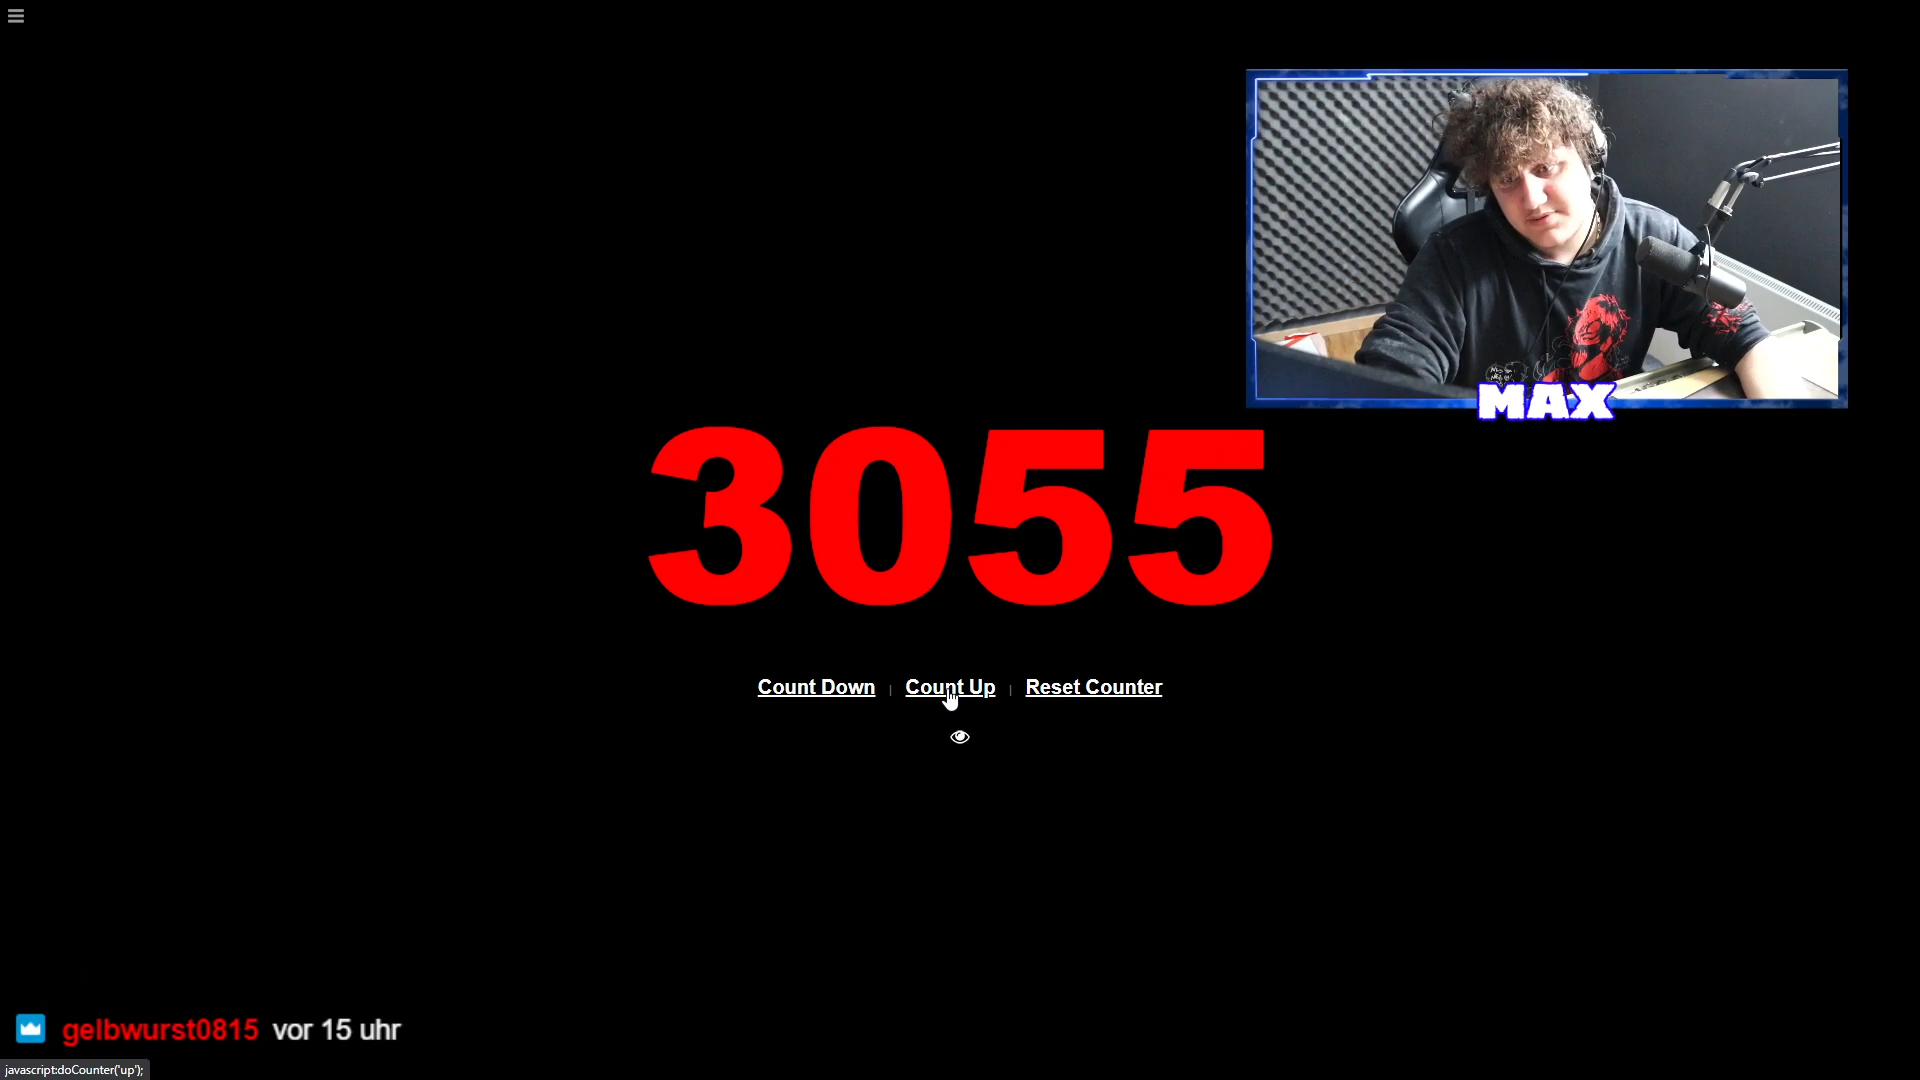 MAX
3055
Count Down | Count Up | Reset Counter
gelbwurst0815 vor 15 uhr
javascript:doCounter('up');